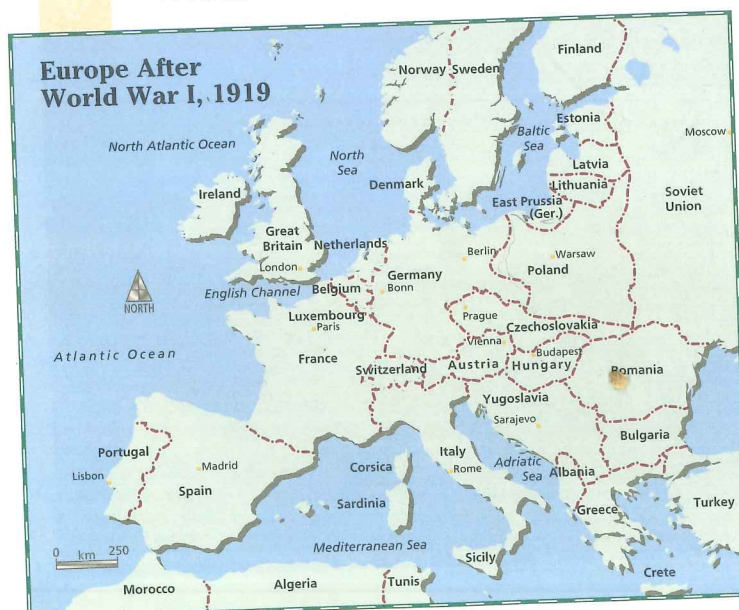 Europe After
World War I, 1919
Finland
Norway
Sweden
Estonia
Moscow
North Atlantic Ocean
Baltic
Sea
North
Sea
Latvia
Denmark
Lithuania
Ireland
Soviet
Union
East Prussia
(Ger.)
Great
Britain
Netherlands
Berlin
Warsaw
London
Germany
Poland
English Channel
Belgium
Bonn
NORTH
Luxembourg
Prague
Paris
Czechoslovakia
Vienna
Atlantic Ocean
France
Budapest
Switzerland
Austria
Hungary
Romania
Yugoslavia
Sarajevo
Portugal
Italy
Bulgaria
Madrid
Corsica
Rome
Adriatic
Sea
Albania
Lisbon
Spain
Sardinia
Greece
Turkey
0 km 250
Mediterranean Sea
Sicily
Crete
Morocco
Algeria
Tunis